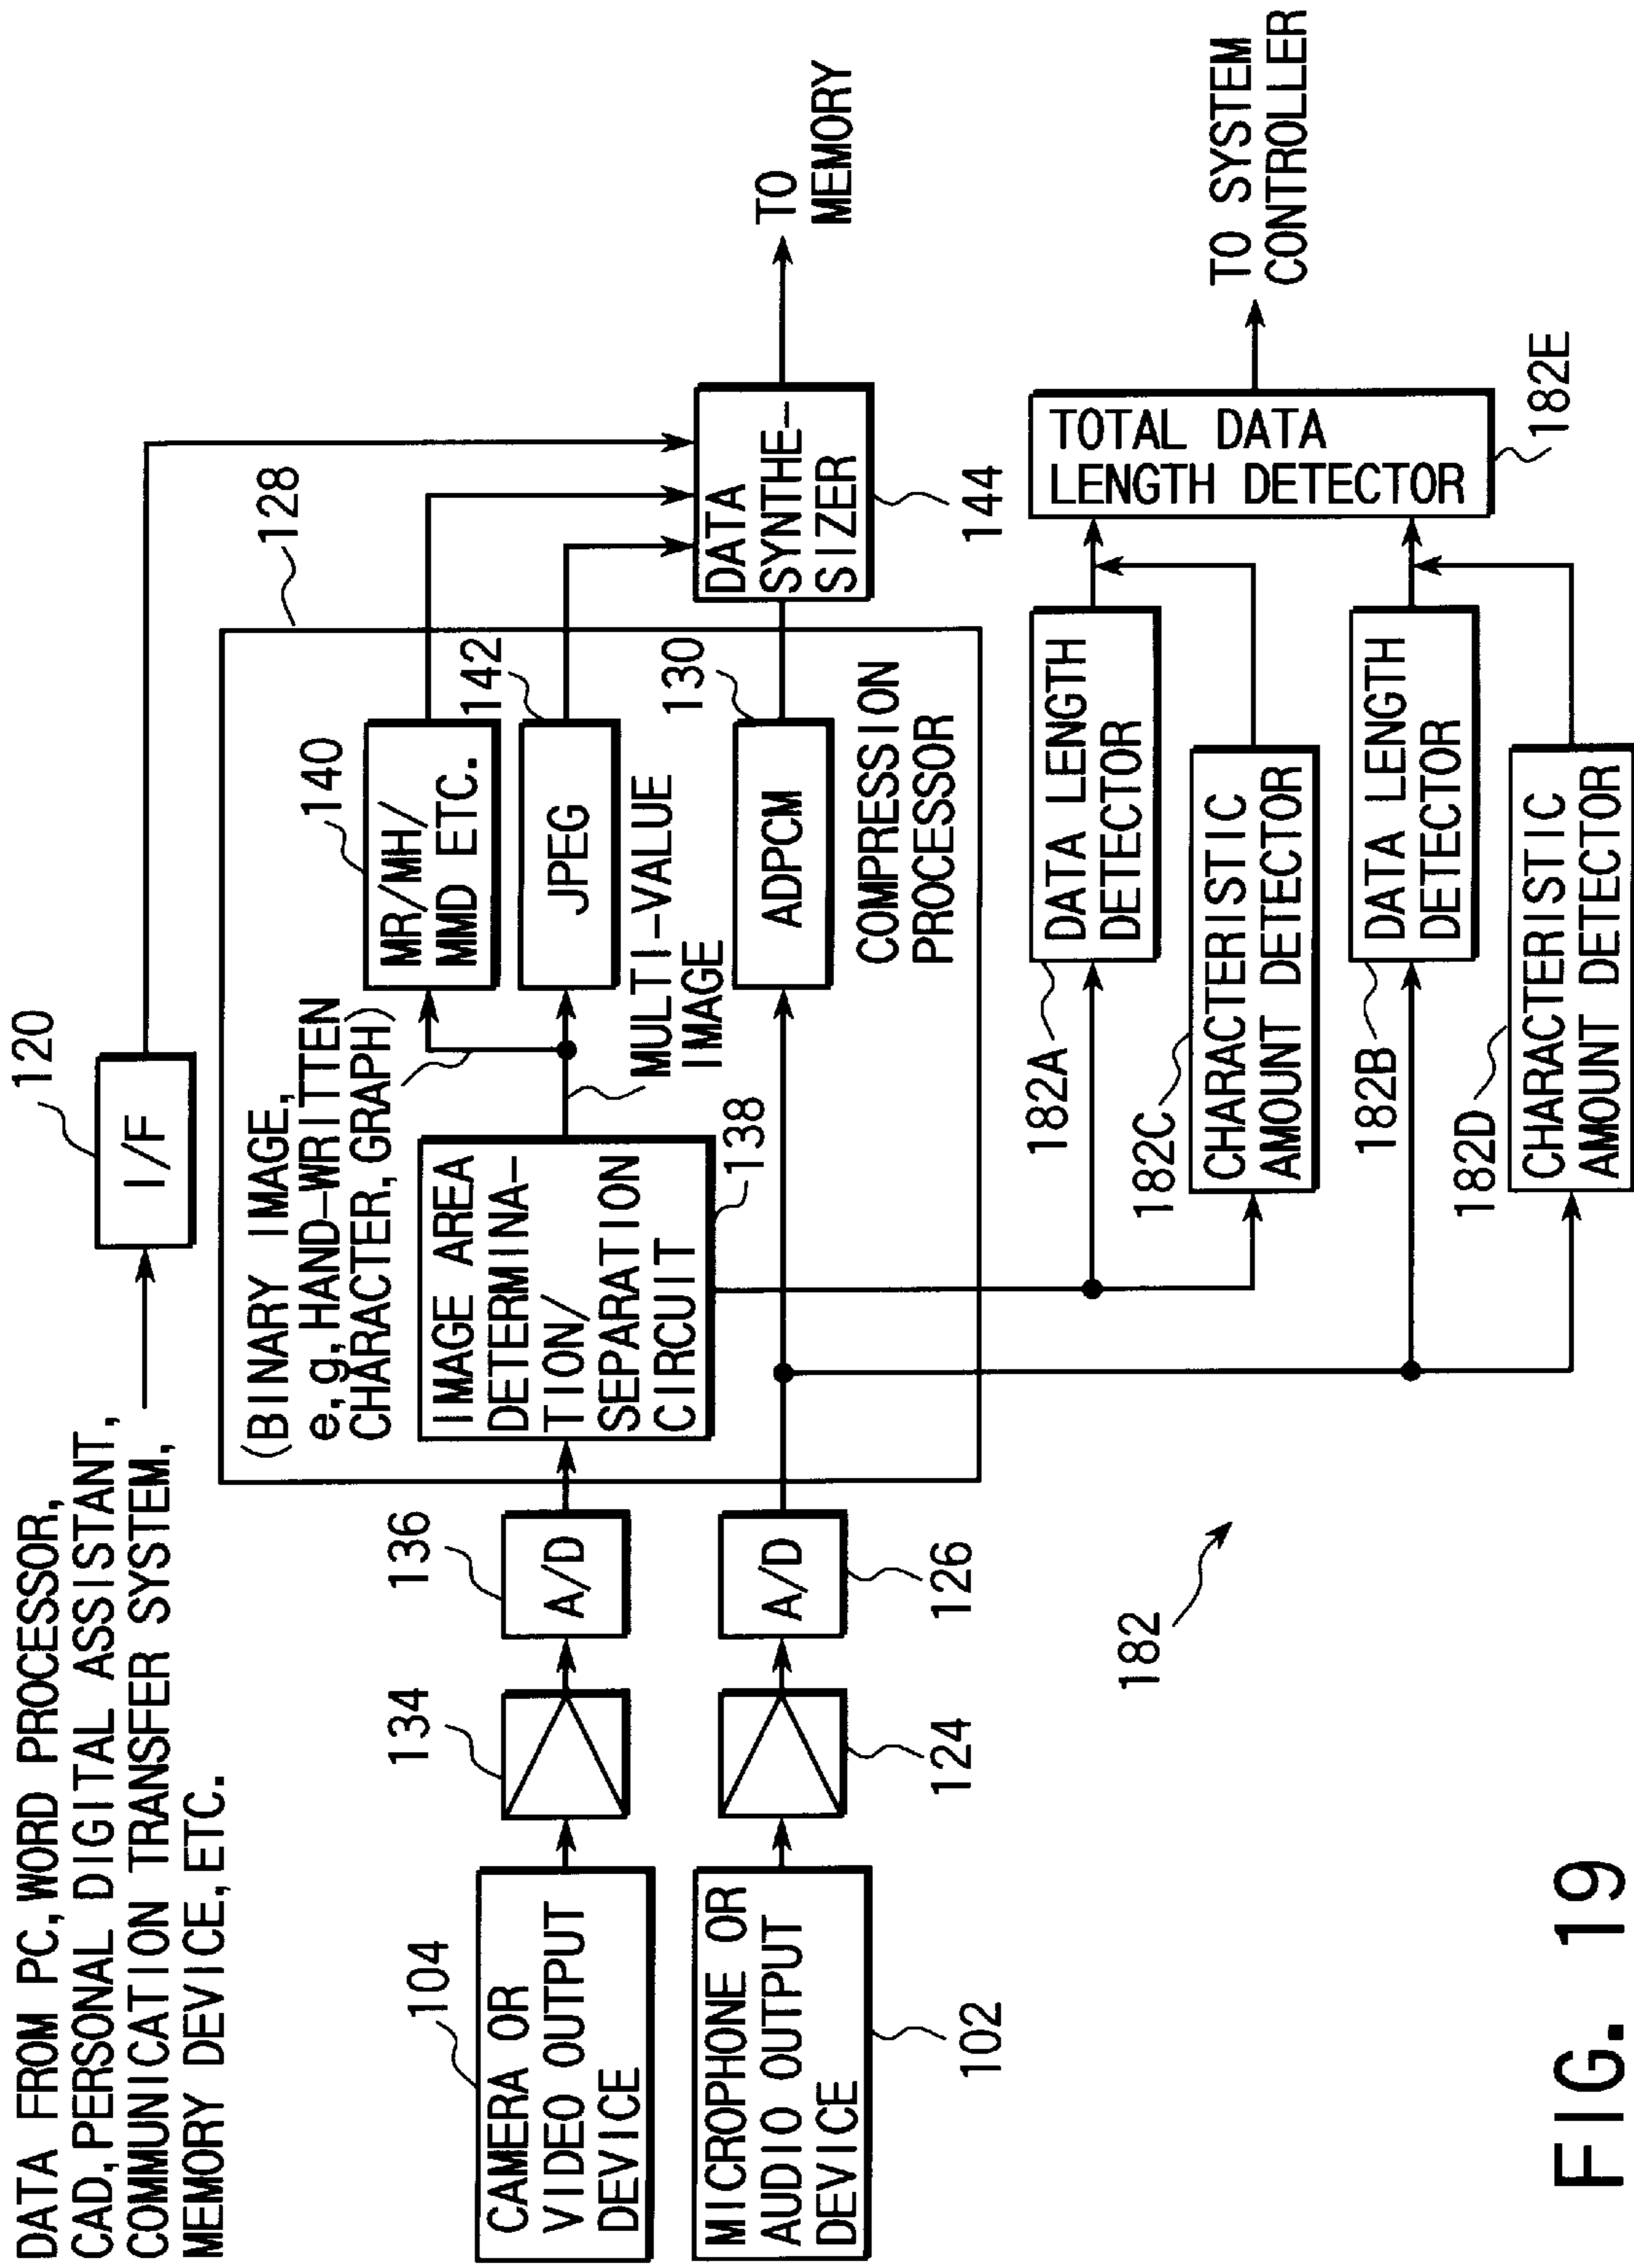 DATA FROM PC, WORD PROCESSOR,
CAD, PERSONAL DIGITAL ASSISTANT,
COMMUNICATION TRANSFER SYSTEM,
MEMORY DEVICE, ETC.
120
I/F
128
(BINARY IMAGE,
e,g, HAND-WRITTEN
CHARACTER, GRAPH)
104
CAMERA OR
VIDEO OUTPUT
DEVICE
134
136
A/D
IMAGE AREA
DETERMINA-
TION/
SEPARATION
CIRCUIT
138
140
MR/MH/
MMD ETC.
142
JPEG
MULTI-VALUE
IMAGE
130
ADPCM
COMPRESSION
PROCESSOR
DATA
SYNTHE-
SIZER
144
TO
MEMORY
MICROPHONE OR
AUDIO OUTPUT
DEVICE
102
124
A/D
126
182
182A
DATA LENGTH
DETECTOR
182C
CHARACTERISTIC
AMOUNT DETECTOR
182B
DATA LENGTH
DETECTOR
182D
CHARACTERISTIC
AMOUNT DETECTOR
TOTAL DATA
LENGTH DETECTOR
182E
TO SYSTEM
CONTROLLER
FIG. 19